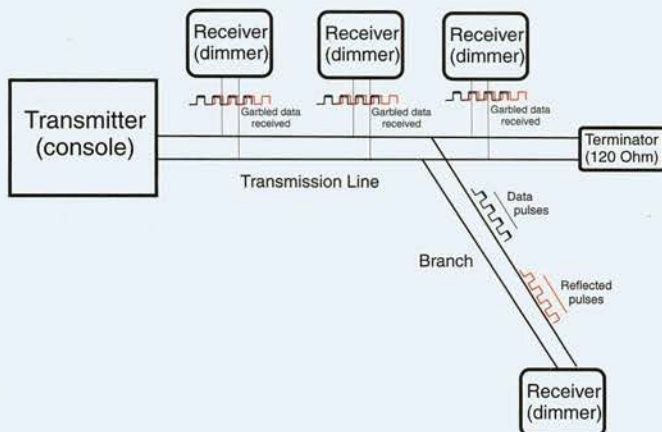 Receiver
(dimmer)
Receiver
(dimmer)
Receiver
(dimmer)
Garbled data
received
Garbled data
received
Garbled data
received
Transmitter
(console)
Terminator
(120 Ohm)
Transmission Line
Data
pulses
Branch
Reflected
pulses
Receiver
(dimmer)